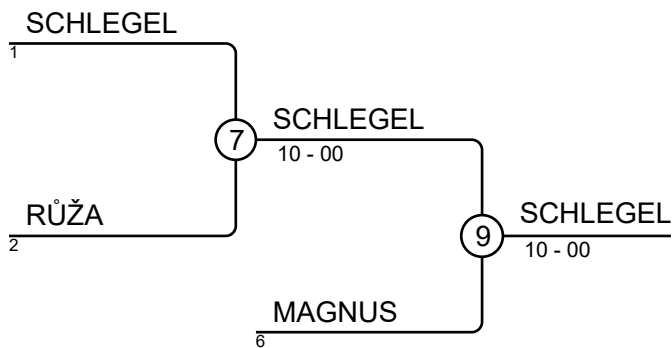 SCHLEGEL
1
7
SCHLEGEL
10 - 00
RŮŽA
2
9
SCHLEGEL
10 - 00
MAGNUS
6